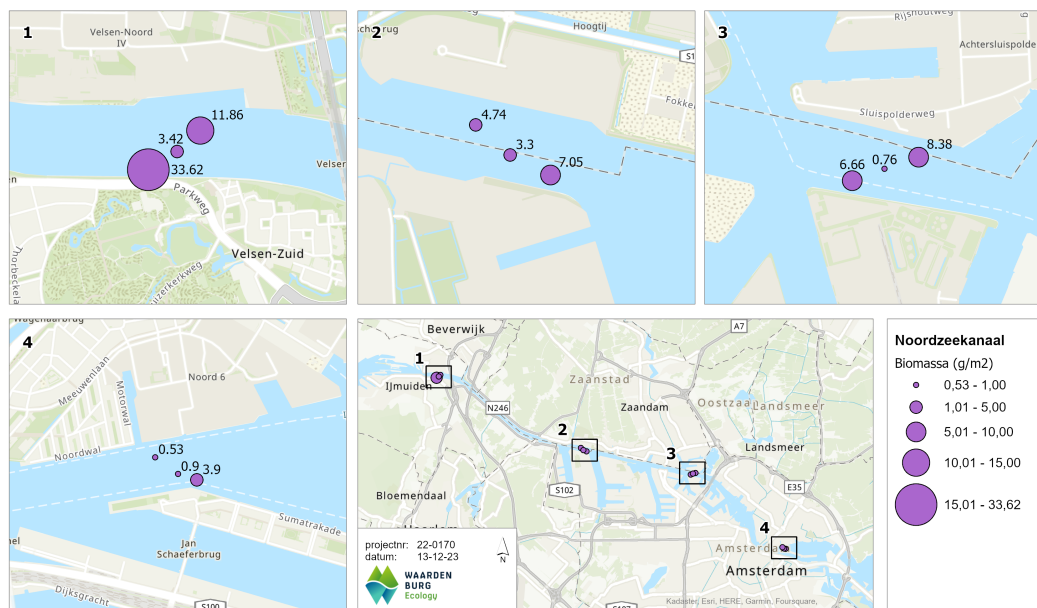 1
Velsen-Noord
IV
11.86
3.42
33.62
Velser
en
Parkweg
Velsen-Zuid
Thorbeckela
uizerkerkweg
2
Hoogtij
S1
Fokke
4.74
3.3
7.05
3
Rijshoutweg
Achtersluispolde
Sluispolderweg
8.38
0.76
6.66
4
Wagenaarbrug
Meeuwenlaan
Motorwal
Noord 6
Noordwal
0.53
0.9
3.9
Sumatrakade
Jan
Schaeferbrug
Dijksgracht
S100
Beverwijk
A7
1
IJmuiden
Zaanstad
N246
Zaandam
Oostzaan
Landsmeer
2
3
Landsmeer
S102
E35
Bloemendaal
4
Haarlem
Amsterdam
Amsterdam
projectnr: 22-0170
datum: 13-12-23
N
WAARDEN
BURG
Ecology
Kadaster, Esri, HERE, Garmin, Foursquare,
Noordzeekanaal
Biomassa (g/m2)
0,53 - 1,00
1,01 - 5,00
5,01 - 10,00
10,01 - 15,00
15,01 - 33,62